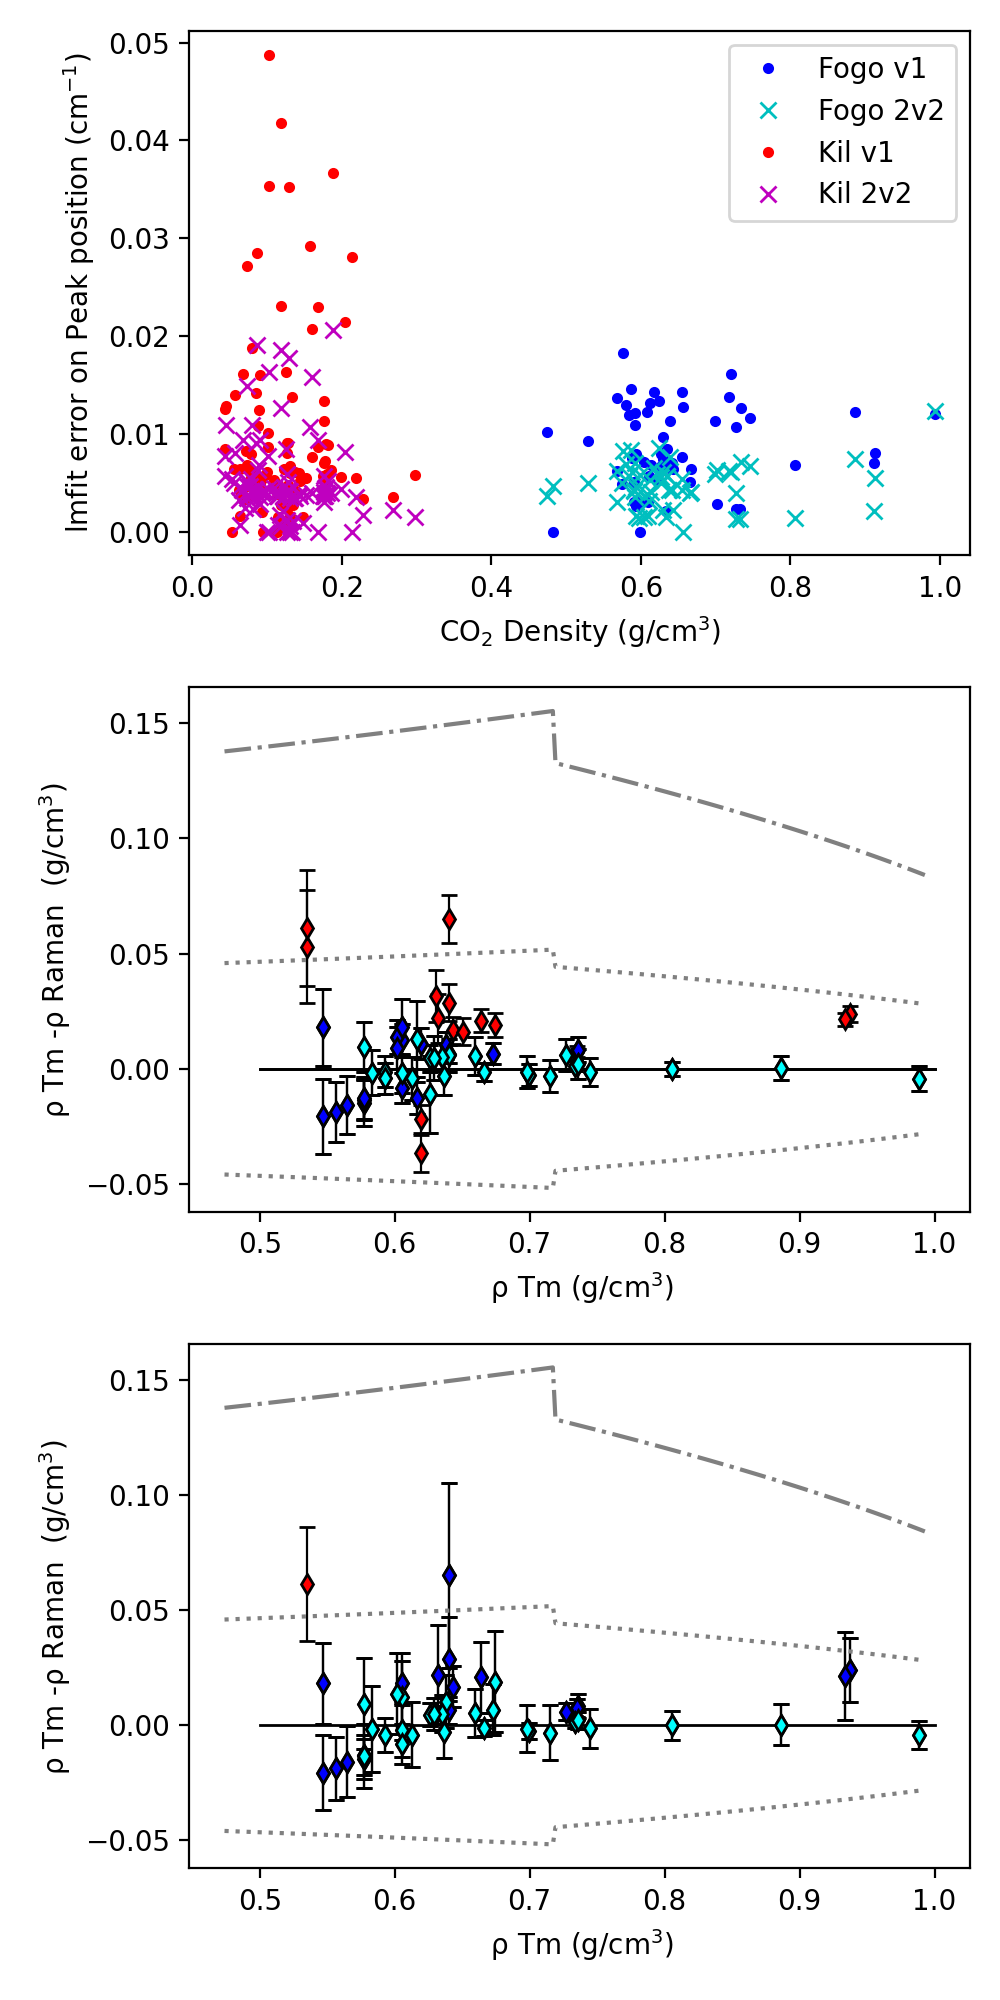 0.05
0.04
0.03
0.02
0.01
0.00
Imfit error on Peak position (cm⁻¹)
Fogo v1
Fogo 2v2
Kil v1
Kil 2v2
0.0 0.2 0.4 0.6 0.8 1.0
CO₂ Density (g/cm³)
0.15
0.10
0.05
0.00
−0.05
ρ Tm -ρ Raman (g/cm³)
0.5 0.6 0.7 0.8 0.9 1.0
ρ Tm (g/cm³)
0.15
0.10
0.05
0.00
−0.05
ρ Tm -ρ Raman (g/cm³)
0.5 0.6 0.7 0.8 0.9 1.0
ρ Tm (g/cm³)